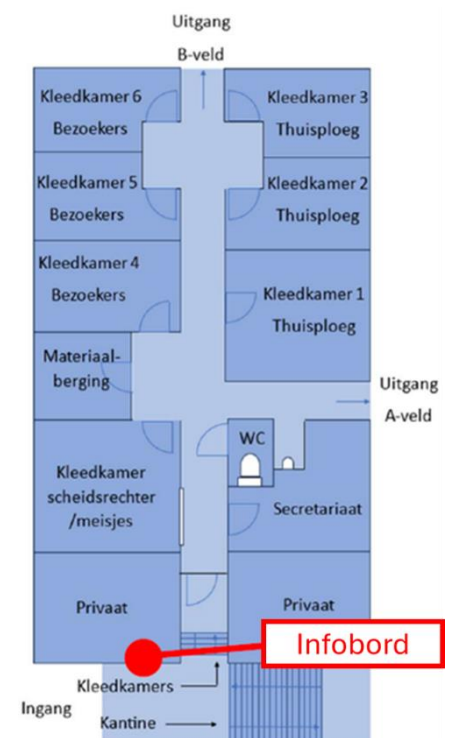 Uitgang
B-veld
Kleedkamer 6
Bezoekers
Kleedkamer 3
Thuisploeg
Kleedkamer 5
Bezoekers
Kleedkamer 2
Thuisploeg
Kleedkamer 4
Bezoekers
Kleedkamer 1
Thuisploeg
Materiaal-
berging
Uitgang
A-veld
WC
Kleedkamer
scheidsrechter
/meisjes
Secretariaat
Privaat
Privaat
Infobord
Kleedkamers
Ingang
Kantine